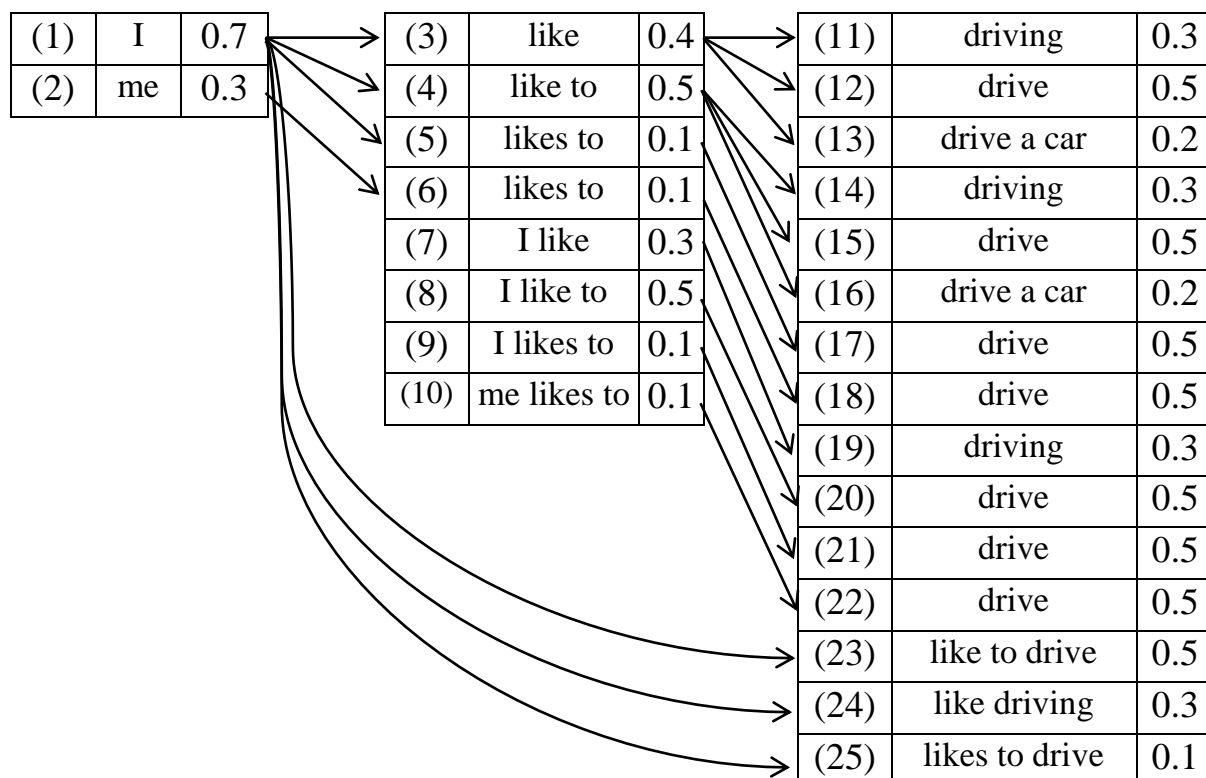 (1) I 0.7
(2) me 0.3
(3) like 0.4
(4) like to 0.5
(5) likes to 0.1
(6) likes to 0.1
(7) I like 0.3
(8) I like to 0.5
(9) I likes to 0.1
(10) me likes to 0.1
(11) driving 0.3
(12) drive 0.5
(13) drive a car 0.2
(14) driving 0.3
(15) drive 0.5
(16) drive a car 0.2
(17) drive 0.5
(18) drive 0.5
(19) driving 0.3
(20) drive 0.5
(21) drive 0.5
(22) drive 0.5
(23) like to drive 0.5
(24) like driving 0.3
(25) likes to drive 0.1